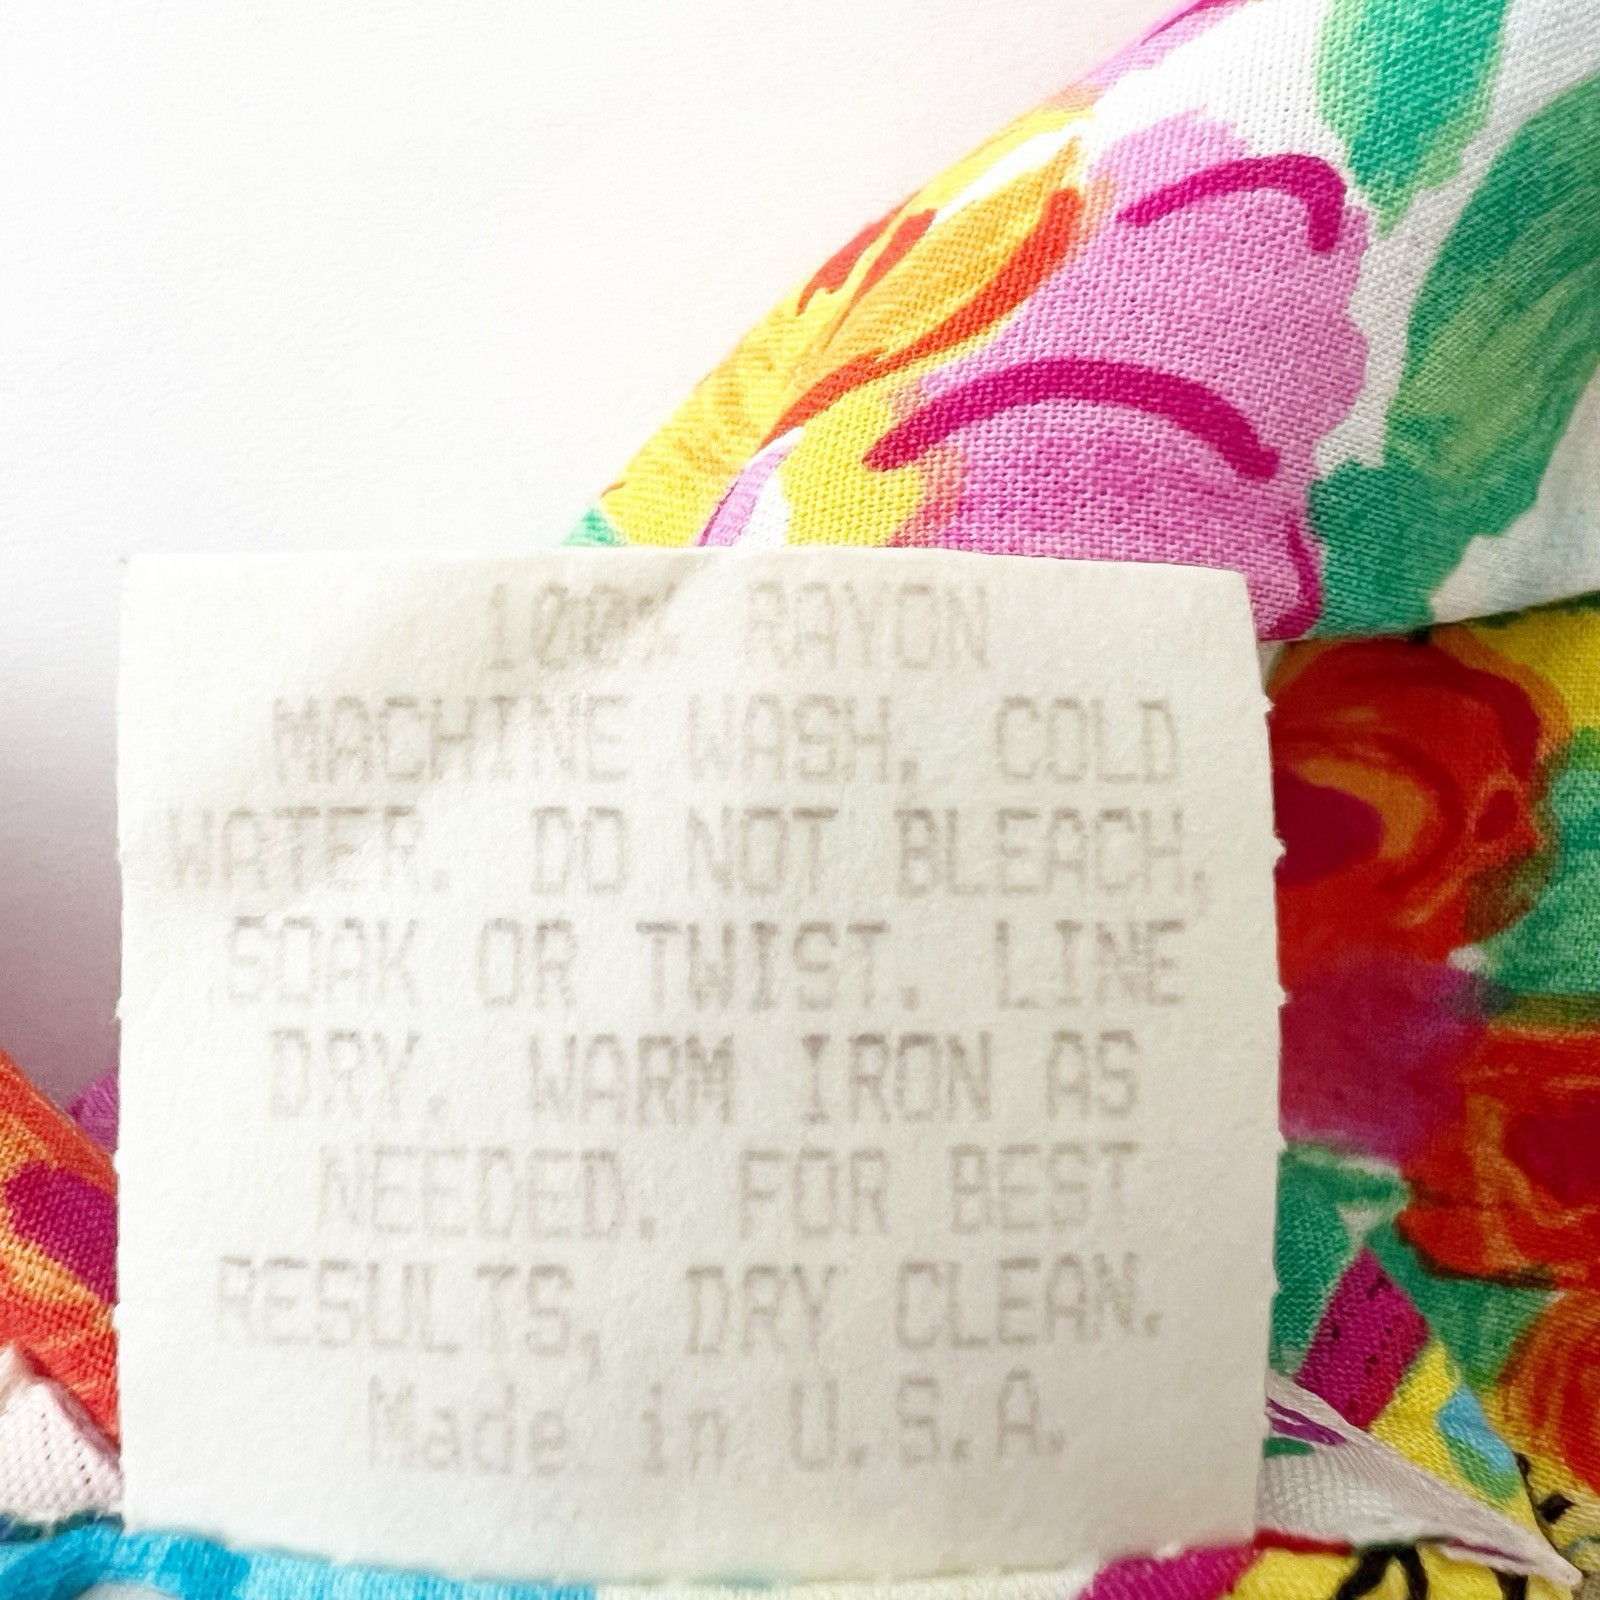 100% RAYON
MACHINE WASH, COLD
WATER. DO NOT BLEACH,
SOAK OR TWIST. LINE
DRY. WARM IRON AS
NEEDED. FOR BEST
RESULTS, DRY CLEAN.
Made in U.S.A.